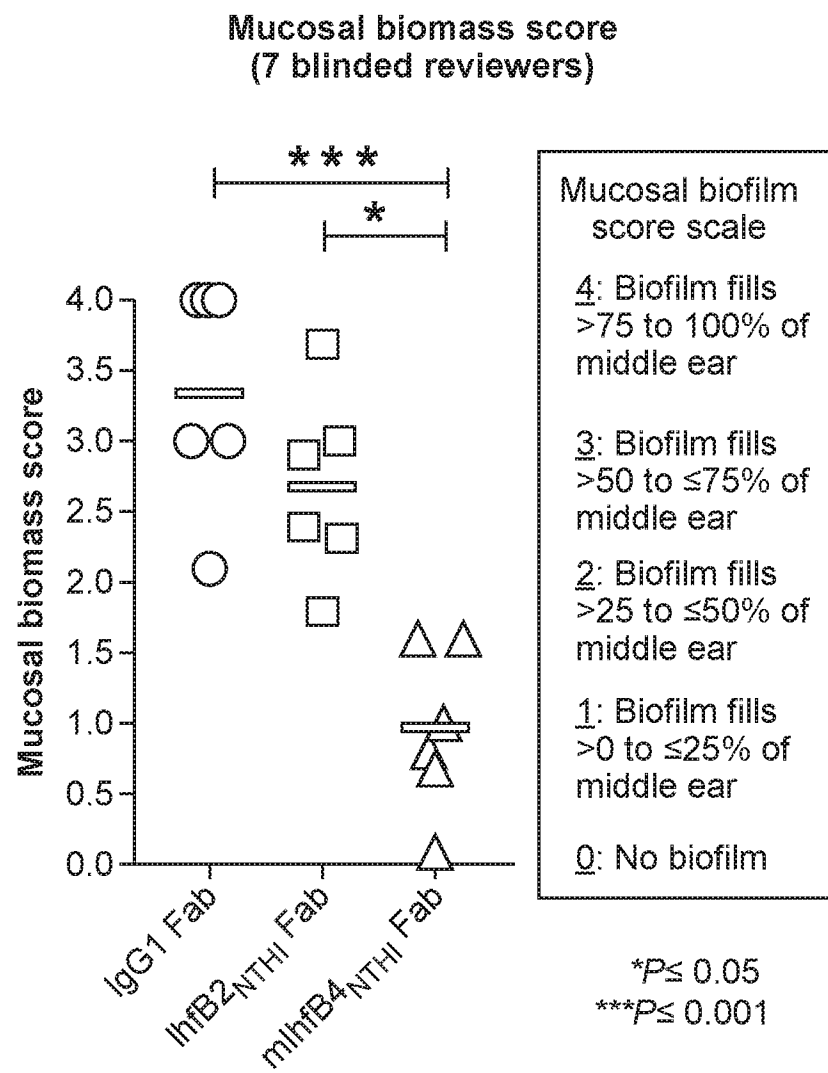 Mucosal biomass score
(7 blinded reviewers)
***
*
Mucosal biomass score
4.0
3.5
3.0
2.5
2.0
1.5
1.0
0.5
0.0
IgG1 Fab
IhfB2NTHI Fab
mIhfB4NTHI Fab
Mucosal biofilm
score scale
4: Biofilm fills
>75 to 100% of
middle ear
3: Biofilm fills
>50 to ≤75% of
middle ear
2: Biofilm fills
>25 to ≤50% of
middle ear
1: Biofilm fills
>0 to ≤25% of
middle ear
0: No biofilm
*P≤ 0.05
***P≤ 0.001